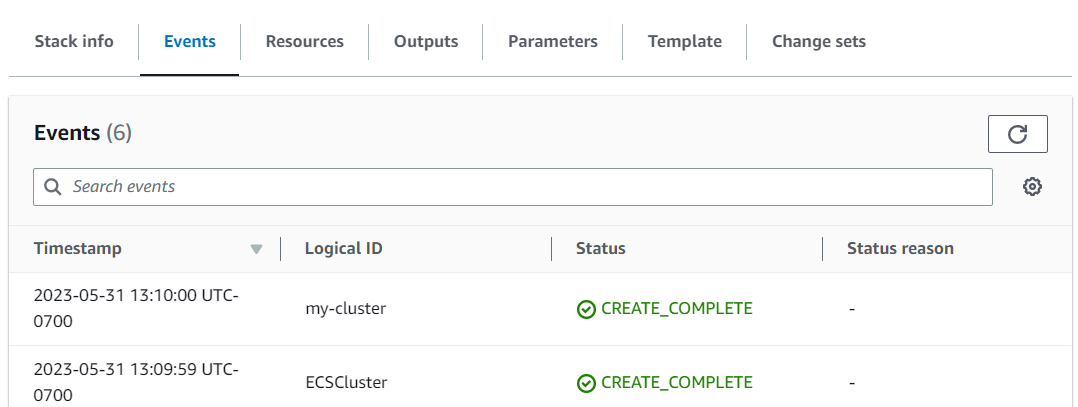 Stack info Events Resources Outputs Parameters Template Change sets
Events (6)
Search events
Timestamp Logical ID Status Status reason
2023-05-31 13:10:00 UTC-
0700 my-cluster CREATE_COMPLETE -
2023-05-31 13:09:59 UTC-
0700 ECSCluster CREATE_COMPLETE -